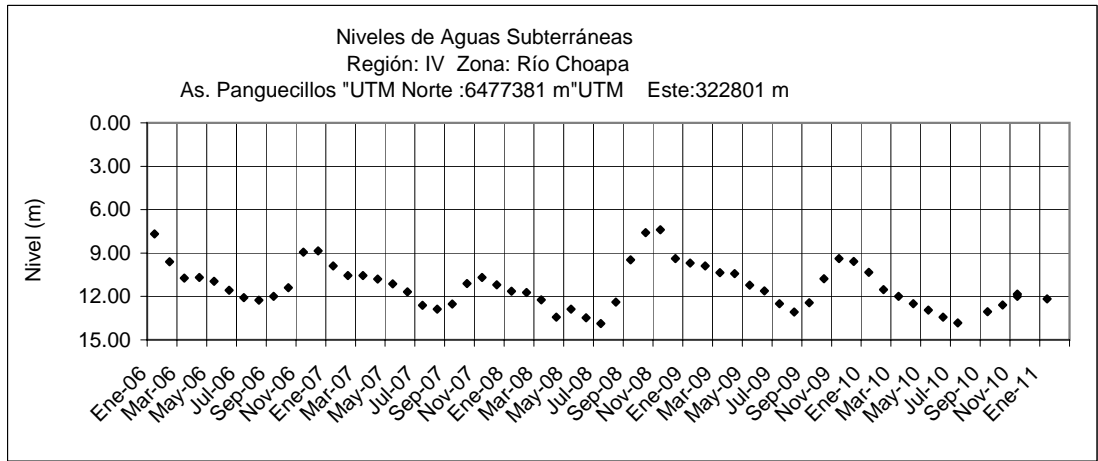 Niveles de Aguas Subterráneas
Región: IV Zona: Río Choapa
As. Panguecillos "UTM Norte :6477381 m"UTM Este:322801 m
Nivel (m)
0.00
3.00
6.00
9.00
12.00
15.00
Ene-06
Mar-06
May-06
Jul-06
Sep-06
Nov-06
Ene-07
Mar-07
May-07
Jul-07
Sep-07
Nov-07
Ene-08
Mar-08
May-08
Jul-08
Sep-08
Nov-08
Ene-09
Mar-09
May-09
Jul-09
Sep-09
Nov-09
Ene-10
Mar-10
May-10
Jul-10
Sep-10
Nov-10
Ene-11